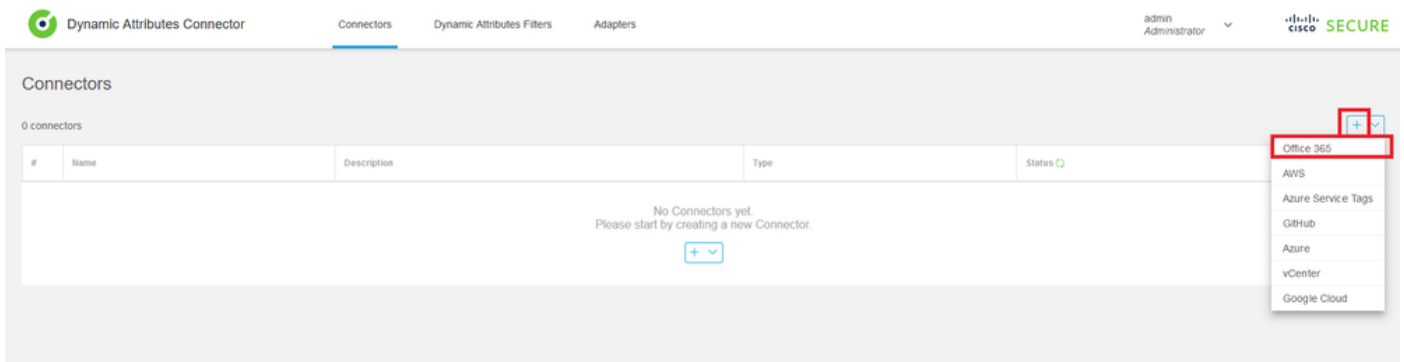 Dynamic Attributes Connector Connectors Dynamic Attributes Filters Adapters admin
Administrator CISCO SECURE
Connectors
0 connectors
# Name Description Type Status
No Connectors yet.
Please start by creating a new Connector.
Office 365
AWS
Azure Service Tags
GitHub
Azure
vCenter
Google Cloud